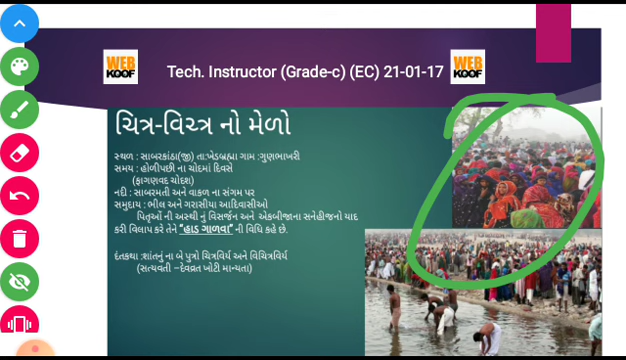 WEB
KOOF
Tech. Instructor (Grade-c) (EC) 21-01-17
WEB
KOOF
ચિત્ર-વિચ્ત્ર નો મેળો
સ્થળ : સાબરકાંઠા(જી) તા:ખેડબ્રહ્મા ગામ :ગુણભાખરી
સમય : હોળીપછી ના ચોદમાં દિવસે
(ફાગણવદ ચોદશ)
નદી : સાબરમતી અને વાકળ ના સંગમ પર
સમુદાય : ભીલ અને ગરાસીયા આદિવાસીઓ
પિતૃઓ ની અસ્થી નું વિસર્જન અને એકબીજાના સનેહીજનો યાદ
કરી વિલાપ કરે તેને "હાડ ગાળવા" ની વિધિ કહે છે.
દંતકથા :શાંતનું ના બે પુત્રો ચિત્રવિર્ય અને વિચિત્રવિર્ય
(સત્યવતી –દેવવ્રત ખોટી માન્યતા)